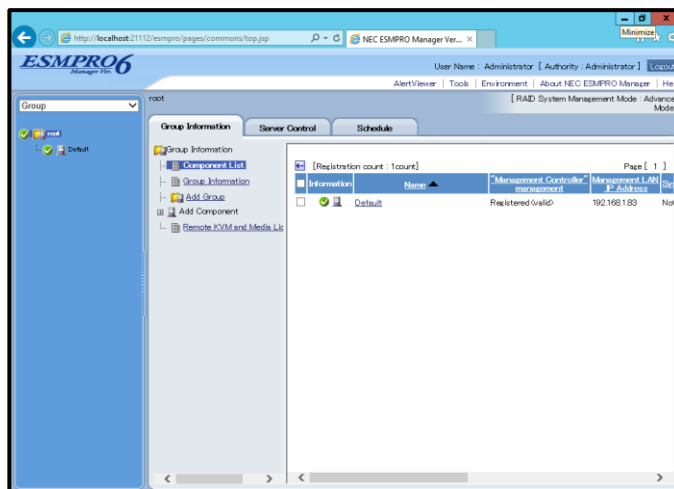 Minimize
http://localhost:21112/esmpro/pages/commons/top.jsp
NEC ESMPRO Manager Ver... ×
ESMPRO6
Manager Ver.
User Name : Administrator [ Authority : Administrator ] Logout
AlertViewer | Tools | Environment | About NEC ESMPRO Manager | He
Group
root
[ RAID System Management Mode : Advance
Mode
root
Default
Group Information Server Control Schedule
Group Information
Component List
Group Information
Add Group
Add Component
Remote KVM and Media Lic
[Registration count : 1count] Page [ 1 ]
Information Name "Management Controller" management Management LAN IP Address
Default Registered(valid) 192.168.1.83 Not